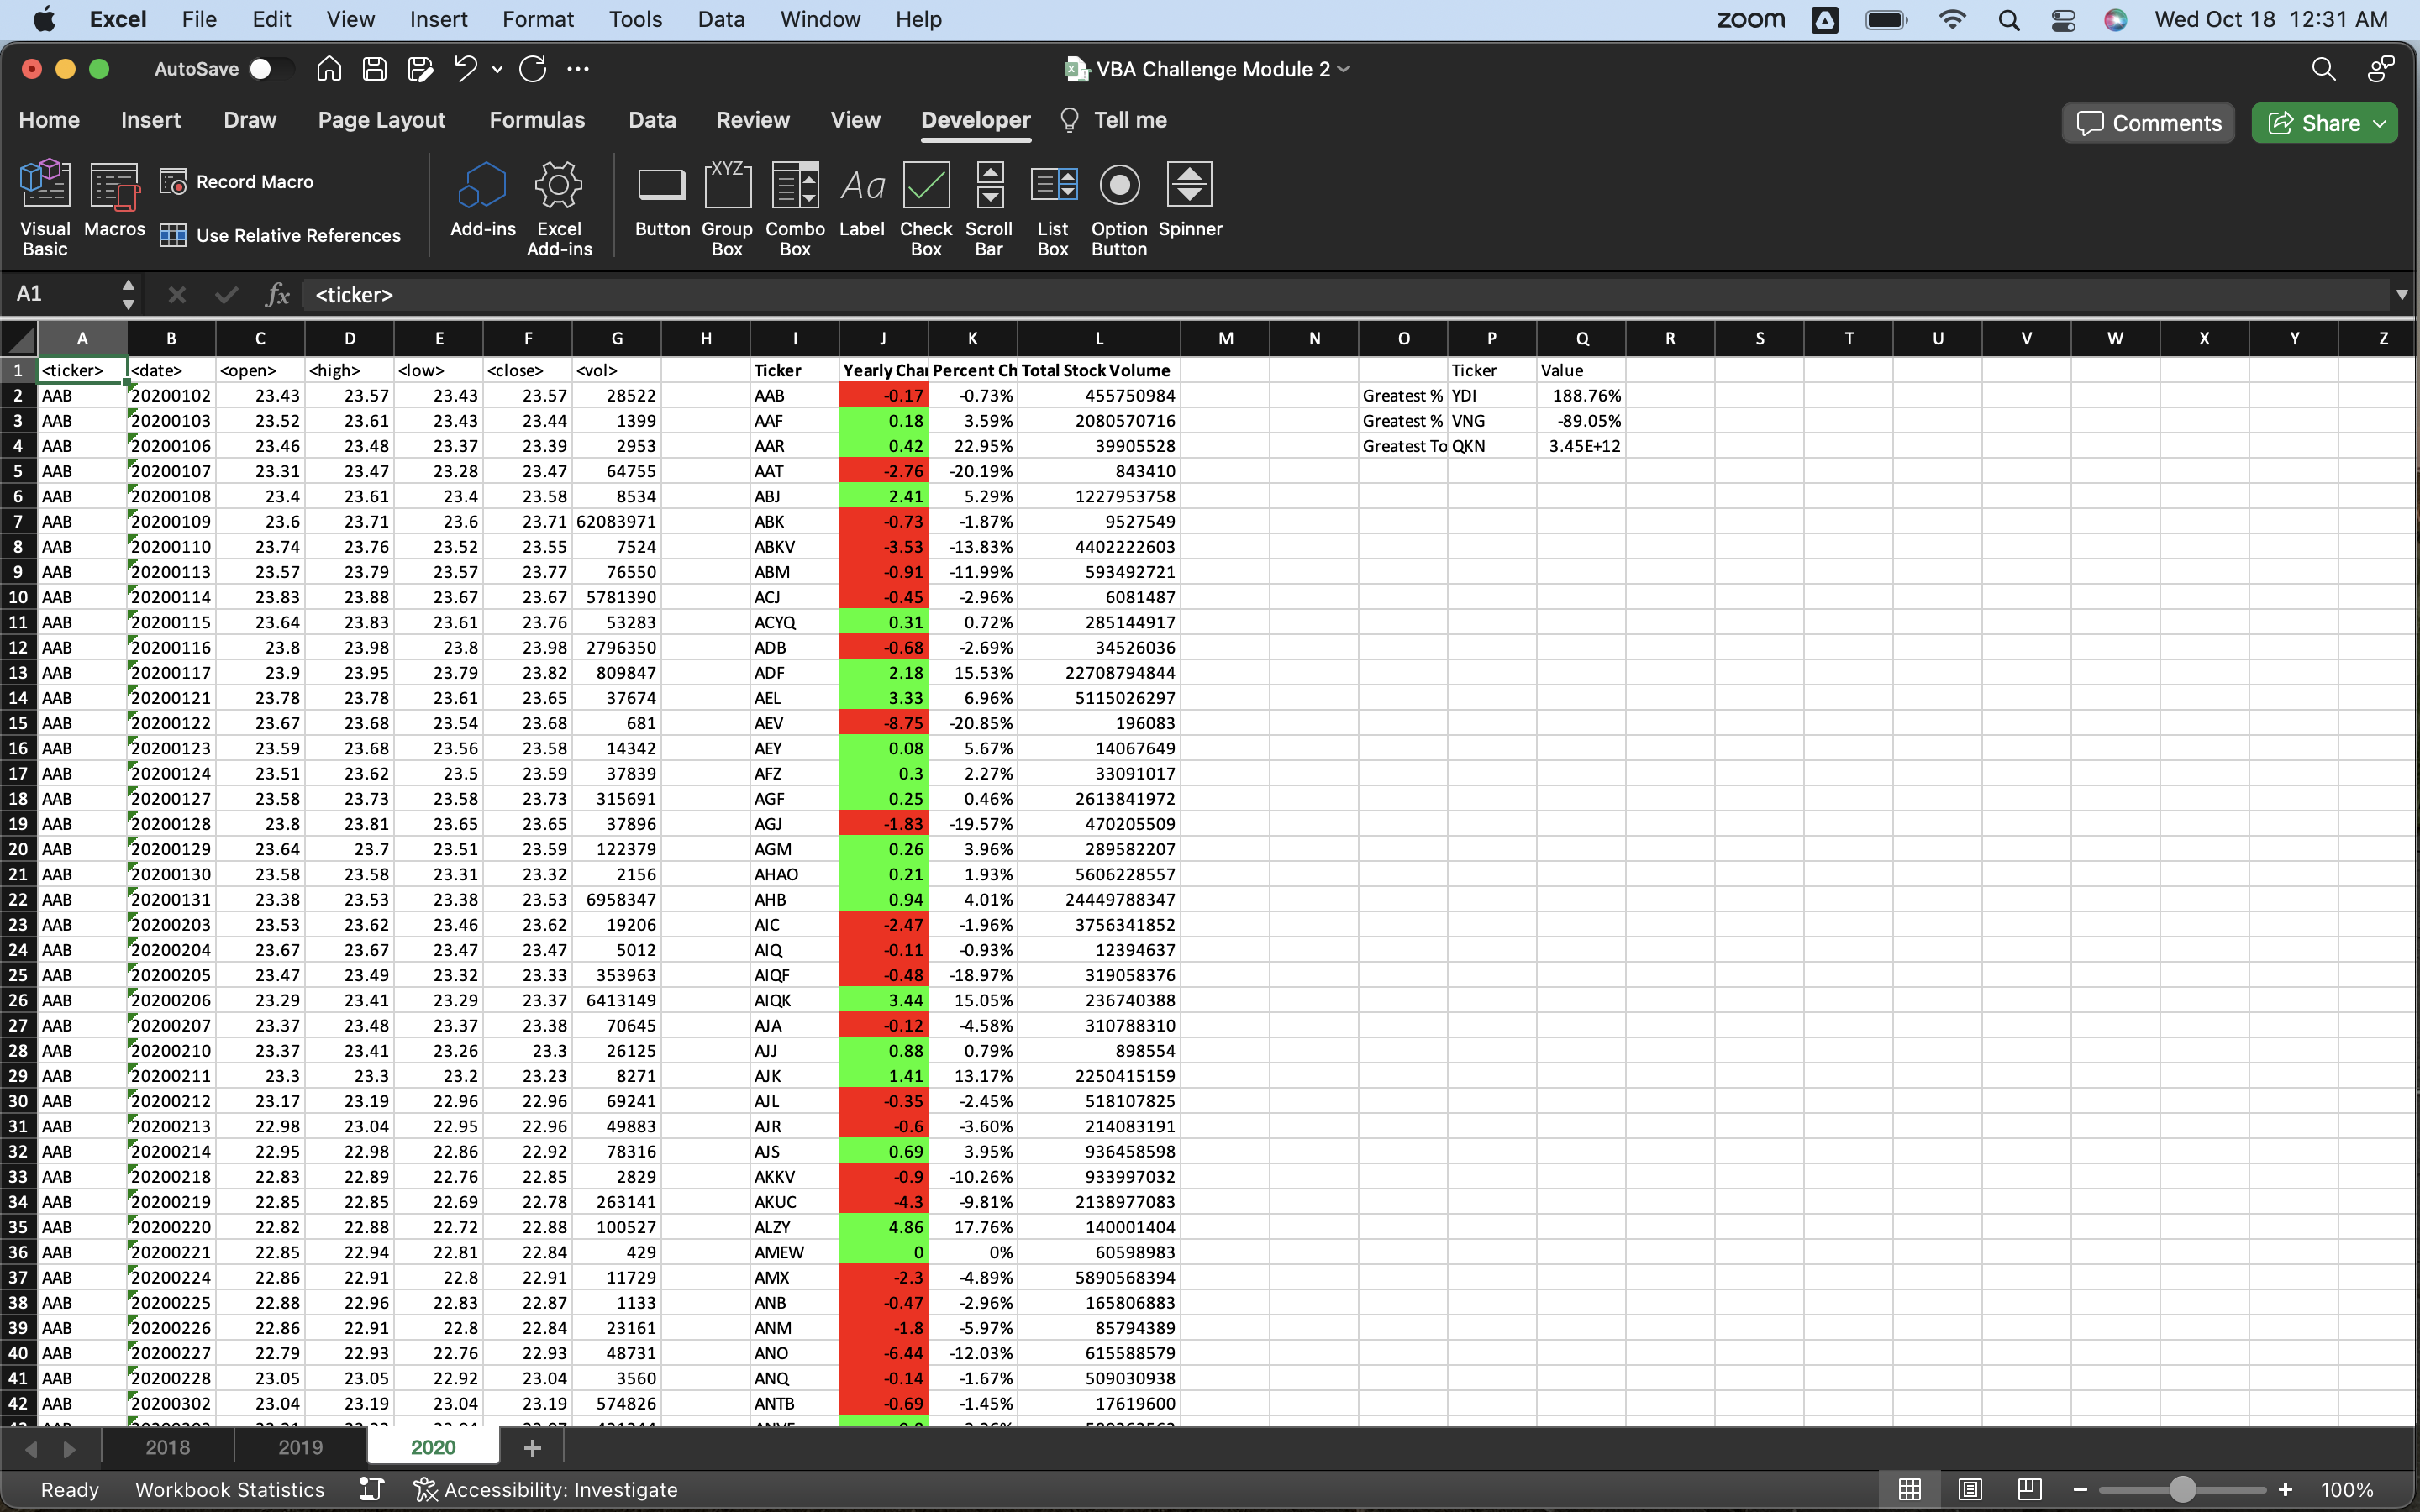 Excel File Edit View Insert Format Tools Data Window Help zoom Wed Oct 18 12:31 AM
AutoSave VBA Challenge Module 2
Home Insert Draw Page Layout Formulas Data Review View Developer Tell me Comments Share
Visual Basic Macros Record Macro Use Relative References Add-ins Excel Add-ins Button Group Box Combo Box Label Check Box Scroll Bar List Box Option Button Spinner
XYZ Aa
A1 fx <ticker>
A B C D E F G H I J K L M N O P Q R S T U V W X Y Z
1 <ticker> <date> <open> <high> <low> <close> <vol> Ticker Yearly Chan Percent Ch Total Stock Volume Ticker Value
2 AAB 20200102 23.43 23.57 23.43 23.57 28522 AAB -0.17 -0.73% 455750984 Greatest % YDI 188.76%
3 AAB 20200103 23.52 23.61 23.43 23.44 1399 AAF 0.18 3.59% 2080570716 Greatest % VNG -89.05%
4 AAB 20200106 23.46 23.48 23.37 23.39 2953 AAR 0.42 22.95% 39905528 Greatest To QKN 3.45E+12
5 AAB 20200107 23.31 23.47 23.28 23.47 64755 AAT -2.76 -20.19% 843410
6 AAB 20200108 23.4 23.61 23.4 23.58 8534 ABJ 2.41 5.29% 1227953758
7 AAB 20200109 23.6 23.71 23.6 23.71 62083971 ABK -0.73 -1.87% 9527549
8 AAB 20200110 23.74 23.76 23.52 23.55 7524 ABKV -3.53 -13.83% 4402222603
9 AAB 20200113 23.57 23.79 23.57 23.77 76550 ABM -0.91 -11.99% 593492721
10 AAB 20200114 23.83 23.88 23.67 23.67 5781390 ACJ -0.45 -2.96% 6081487
11 AAB 20200115 23.64 23.83 23.61 23.76 53283 ACYQ 0.31 0.72% 285144917
12 AAB 20200116 23.8 23.98 23.8 23.98 2796350 ADB -0.68 -2.69% 34526036
13 AAB 20200117 23.9 23.95 23.79 23.82 809847 ADF 2.18 15.53% 22708794844
14 AAB 20200121 23.78 23.78 23.61 23.65 37674 AEL 3.33 6.96% 5115026297
15 AAB 20200122 23.67 23.68 23.54 23.68 681 AEV -8.75 -20.85% 196083
16 AAB 20200123 23.59 23.68 23.56 23.58 14342 AEY 0.08 5.67% 14067649
17 AAB 20200124 23.51 23.62 23.5 23.59 37839 AFZ 0.3 2.27% 33091017
18 AAB 20200127 23.58 23.73 23.58 23.73 315691 AGF 0.25 0.46% 2613841972
19 AAB 20200128 23.8 23.81 23.65 23.65 37896 AGJ -1.83 -19.57% 470205509
20 AAB 20200129 23.64 23.7 23.51 23.59 122379 AGM 0.26 3.96% 289582207
21 AAB 20200130 23.58 23.58 23.31 23.32 2156 AHAO 0.21 1.93% 5606228557
22 AAB 20200131 23.38 23.53 23.38 23.53 6958347 AHB 0.94 4.01% 24449788347
23 AAB 20200203 23.53 23.62 23.46 23.62 19206 AIC -2.47 -1.96% 3756341852
24 AAB 20200204 23.67 23.67 23.47 23.47 5012 AIQ -0.11 -0.93% 12394637
25 AAB 20200205 23.47 23.49 23.32 23.33 353963 AIQF -0.48 -18.97% 319058376
26 AAB 20200206 23.29 23.41 23.29 23.37 6413149 AIQK 3.44 15.05% 236740388
27 AAB 20200207 23.37 23.48 23.37 23.38 70645 AJA -0.12 -4.58% 310788310
28 AAB 20200210 23.37 23.41 23.26 23.3 26125 AJJ 0.88 0.79% 898554
29 AAB 20200211 23.3 23.3 23.2 23.23 8271 AJK 1.41 13.17% 2250415159
30 AAB 20200212 23.17 23.19 22.96 22.96 69241 AJL -0.35 -2.45% 518107825
31 AAB 20200213 22.98 23.04 22.95 22.96 49883 AJR -0.6 -3.60% 214083191
32 AAB 20200214 22.95 22.98 22.86 22.92 78316 AJS 0.69 3.95% 936458598
33 AAB 20200218 22.83 22.89 22.76 22.85 2829 AKKV -0.9 -10.26% 933997032
34 AAB 20200219 22.85 22.85 22.69 22.78 263141 AKUC -4.3 -9.81% 2138977083
35 AAB 20200220 22.82 22.88 22.72 22.88 100527 ALZY 4.86 17.76% 140001404
36 AAB 20200221 22.85 22.94 22.81 22.84 429 AMEW 0 0% 60598983
37 AAB 20200224 22.86 22.91 22.8 22.91 11729 AMX -2.3 -4.89% 5890568394
38 AAB 20200225 22.88 22.96 22.83 22.87 1133 ANB -0.47 -2.96% 165806883
39 AAB 20200226 22.86 22.91 22.8 22.84 23161 ANM -1.8 -5.97% 85794389
40 AAB 20200227 22.79 22.93 22.76 22.93 48731 ANO -6.44 -12.03% 615588579
41 AAB 20200228 23.05 23.05 22.92 23.04 3560 ANQ -0.14 -1.67% 509030938
42 AAB 20200302 23.04 23.19 23.04 23.19 574826 ANTB -0.69 -1.45% 17619600
2018 2019 2020
Ready Workbook Statistics Accessibility: Investigate 100%